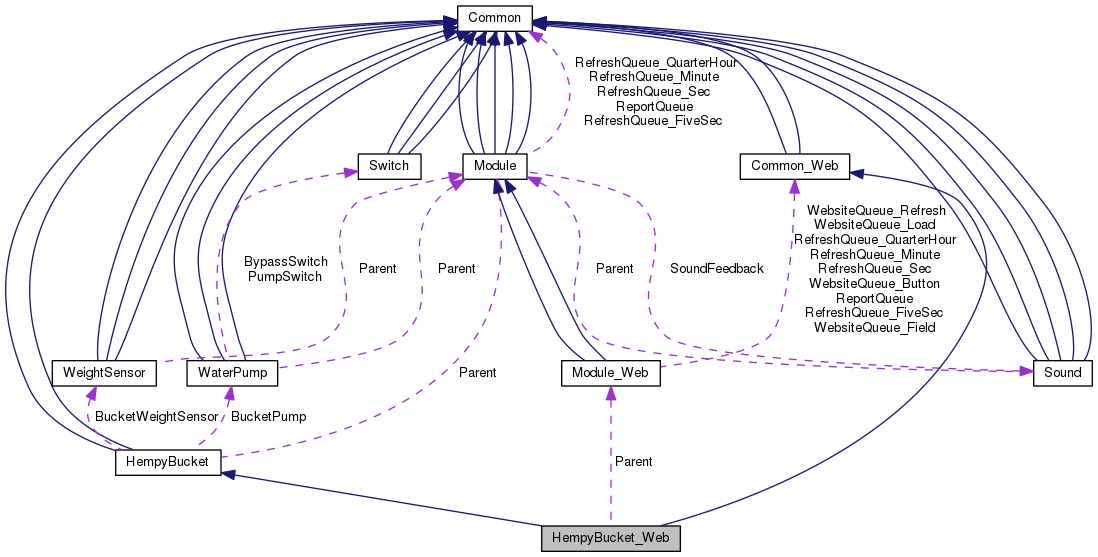 Common
RefreshQueue_QuarterHour
RefreshQueue_Minute
RefreshQueue_Sec
ReportQueue
RefreshQueue_FiveSec
Switch
Module
Common_Web
WebsiteQueue_Refresh
WebsiteQueue_Load
RefreshQueue_QuarterHour
RefreshQueue_Minute
RefreshQueue_Sec
WebsiteQueue_Button
ReportQueue
RefreshQueue_FiveSec
WebsiteQueue_Field
BypassSwitch
PumpSwitch
Parent
Parent
Parent
SoundFeedback
WeightSensor
WaterPump
Parent
Module_Web
Sound
BucketWeightSensor
BucketPump
HempyBucket
Parent
HempyBucket_Web